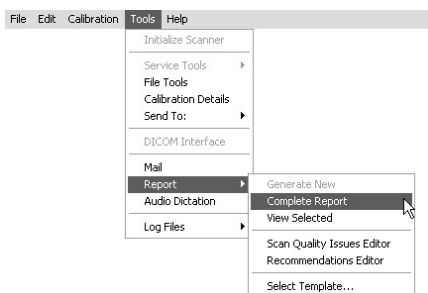 File Edit Calibration Tools Help
Initialize Scanner
Service Tools
File Tools
Calibration Details
Send To:
DICOM Interface
Mail
Report
Audio Dictation
Log Files
Generate New
Complete Report
View Selected
Scan Quality Issues Editor
Recommendations Editor
Select Template...